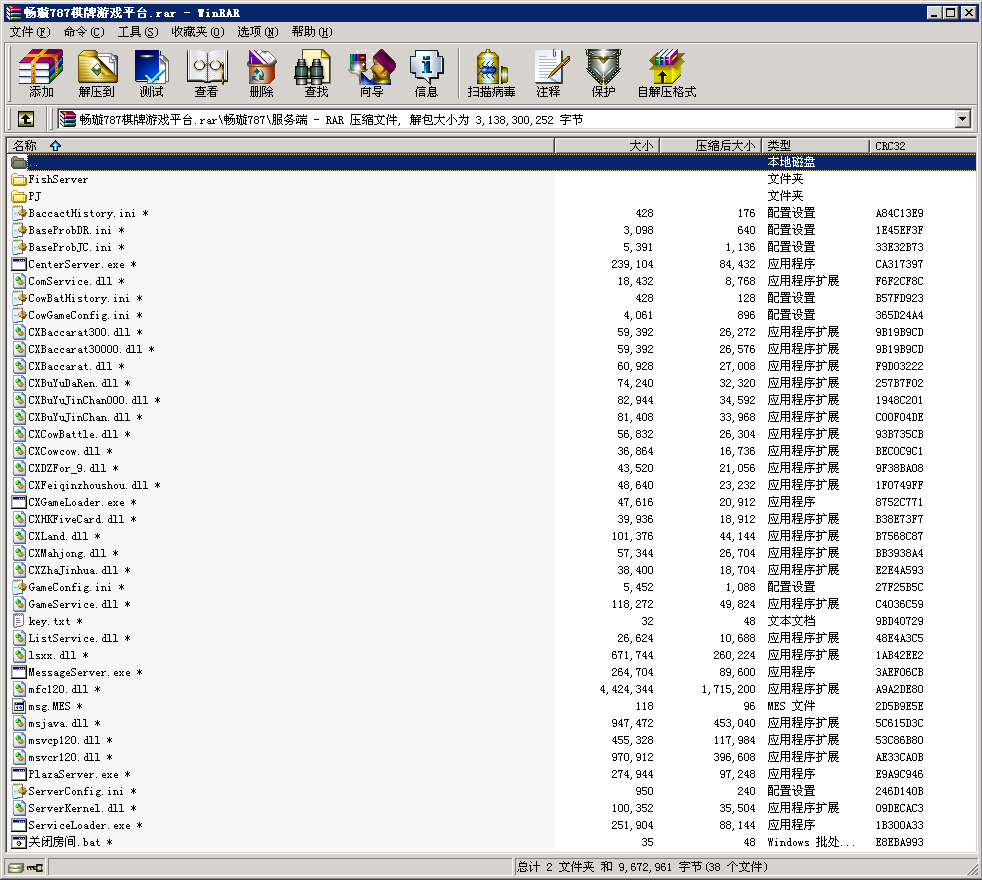 畅璇787棋牌游戏平台.rar - WinRAR
文件(F) 命令(C) 工具(S) 收藏夹(O) 选项(N) 帮助(H)
添加 解压到 测试 查看 删除 查找 向导 信息 扫描病毒 注释 保护 自解压格式
畅璇787棋牌游戏平台.rar\畅璇787\服务端 - RAR 压缩文件, 解包大小为 3,138,300,252 字节
名称 大小 压缩后大小 类型 CRC32
.. 本地磁盘
FishServer 文件夹
PJ 文件夹
BaccactHistory.ini * 428 176 配置设置 A84C13E9
BaseProbDR.ini * 3,098 640 配置设置 1E45EF3F
BaseProbJC.ini * 5,391 1,136 配置设置 33E32B73
CenterServer.exe * 239,104 84,432 应用程序 CA317397
ComService.dll * 18,432 8,768 应用程序扩展 F6F2CF8C
CowBatHistory.ini * 428 128 配置设置 B57FD923
CowGameConfig.ini * 4,061 896 配置设置 365D24A4
CXBaccarat300.dll * 59,392 26,272 应用程序扩展 9B19B9CD
CXBaccarat30000.dll * 59,392 26,576 应用程序扩展 9B19B9CD
CXBaccarat.dll * 60,928 27,008 应用程序扩展 F9D03222
CXBuYuDaRen.dll * 74,240 32,320 应用程序扩展 257B7F02
CXBuYuJinChan000.dll * 82,944 34,592 应用程序扩展 1948C201
CXBuYuJinChan.dll * 81,408 33,968 应用程序扩展 C00F04DE
CXCowBattle.dll * 56,832 26,304 应用程序扩展 93B735CB
CXCowcow.dll * 36,864 16,736 应用程序扩展 BEC0C9C1
CXDZFor_9.dll * 43,520 21,056 应用程序扩展 9F38BA08
CXFeiqinzhoushou.dll * 48,640 23,232 应用程序扩展 1F0749FF
CXGameLoader.exe * 47,616 20,912 应用程序 8752C771
CXHKFiveCard.dll * 39,936 18,912 应用程序扩展 B38E73F7
CXLand.dll * 101,376 44,144 应用程序扩展 B7568C87
CXMahjong.dll * 57,344 26,704 应用程序扩展 BB3938A4
CXZhaJinhua.dll * 38,400 18,704 应用程序扩展 E2E4A593
GameConfig.ini * 5,452 1,088 配置设置 27F25B5C
GameService.dll * 118,272 49,824 应用程序扩展 C4036C59
key.txt * 32 48 文本文档 9BD40729
ListService.dll * 26,624 10,688 应用程序扩展 48E4A3C5
lsxx.dll * 671,744 260,224 应用程序扩展 1AB42EE2
MessageServer.exe * 264,704 89,600 应用程序 3AEF06CB
mfc120.dll * 4,424,344 1,715,200 应用程序扩展 A9A2DE80
msg.MES * 118 96 MES 文件 2D5B9E5E
msjava.dll * 947,472 453,040 应用程序扩展 5C615D3C
msvcp120.dll * 455,328 117,984 应用程序扩展 53C86B80
msvcr120.dll * 970,912 396,608 应用程序扩展 AE33CA0B
PlazaServer.exe * 274,944 97,248 应用程序 E9A9C946
ServerConfig.ini * 950 240 配置设置 246D140B
ServerKernel.dll * 100,352 35,504 应用程序扩展 09DECAC3
ServiceLoader.exe * 251,904 88,144 应用程序 1B300A33
关闭房间.bat * 35 48 Windows 批处... E8EBA993
总计 2 文件夹 和 9,672,961 字节(38 个文件)